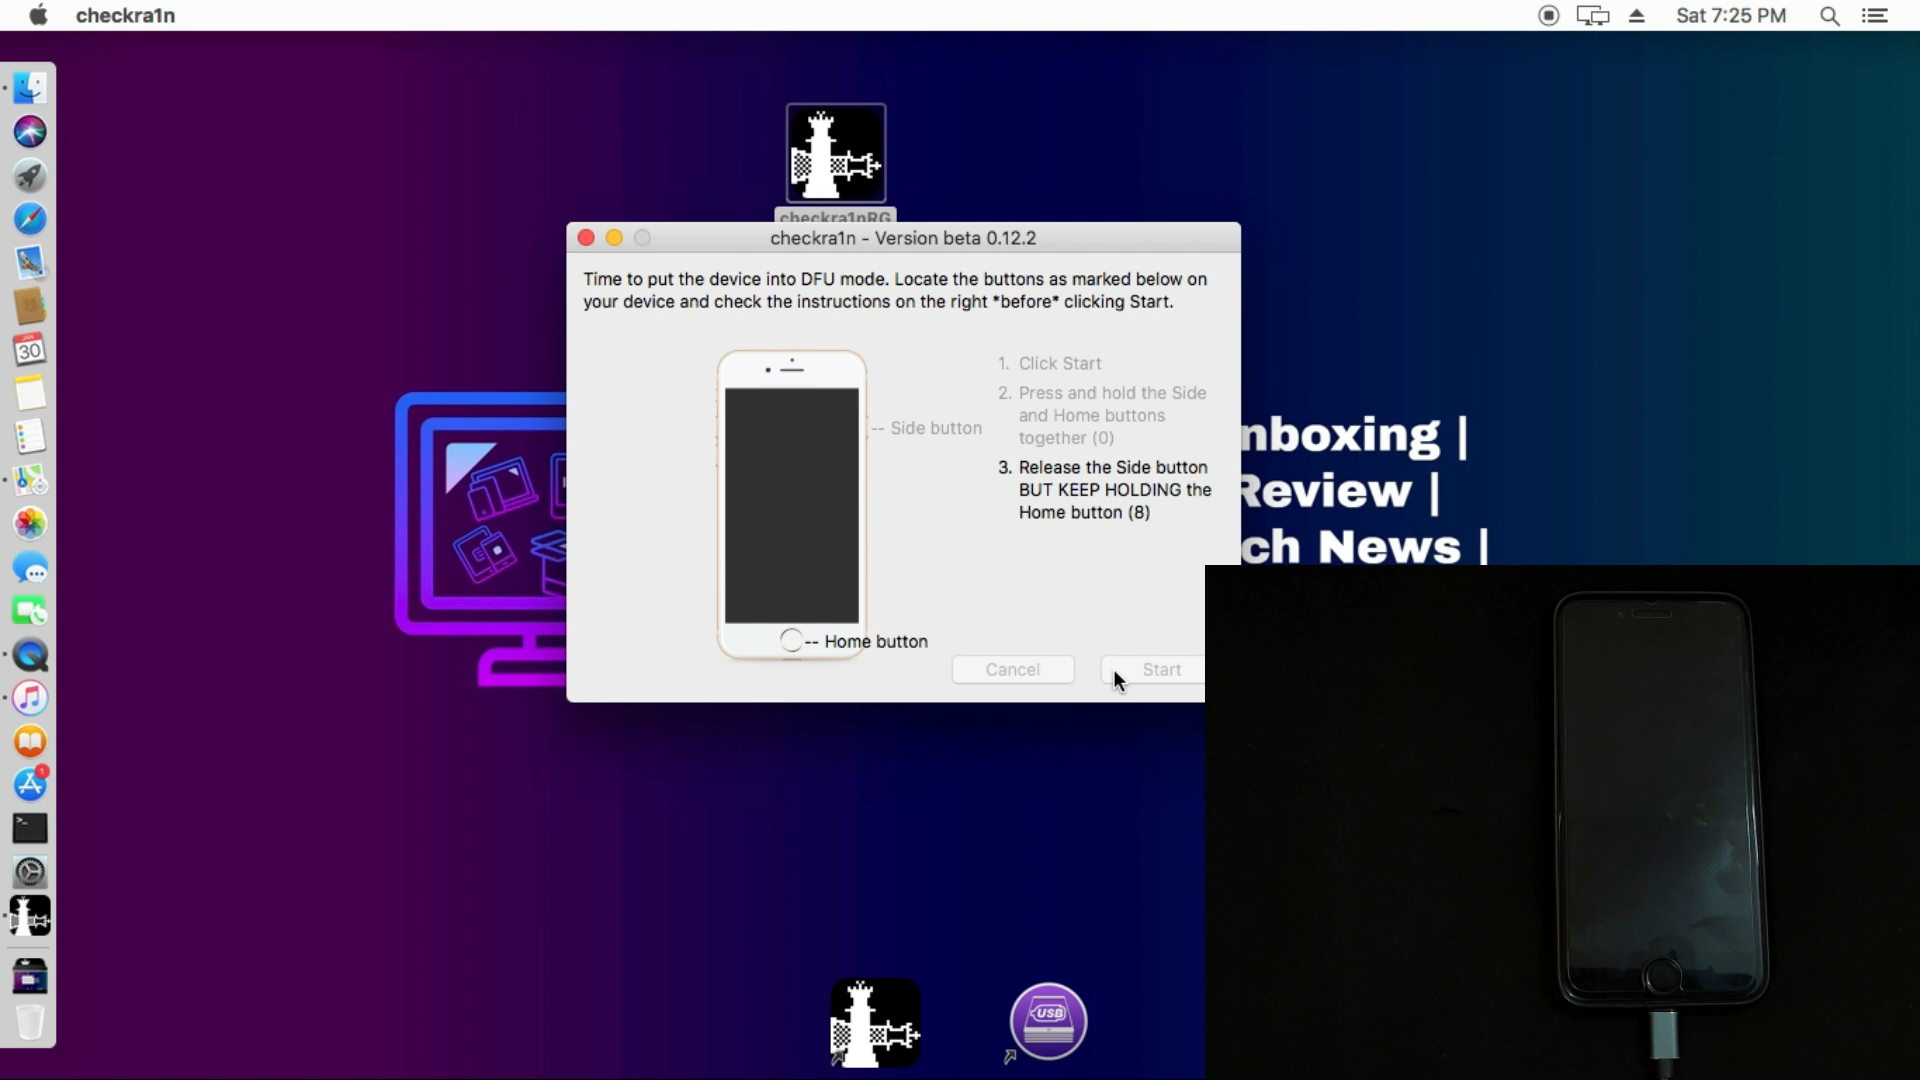 checkra1n
Sat 7:25 PM
JAN
30
1
checkra1nRG
checkra1n - Version beta 0.12.2
Time to put the device into DFU mode. Locate the buttons as marked below on
your device and check the instructions on the right *before* clicking Start.
1. Click Start
2. Press and hold the Side
and Home buttons
together (0)
-- Side button
3. Release the Side button
BUT KEEP HOLDING the
Home button (8)
-- Home button
Cancel
Start
nboxing |
Review |
ch News |
USB